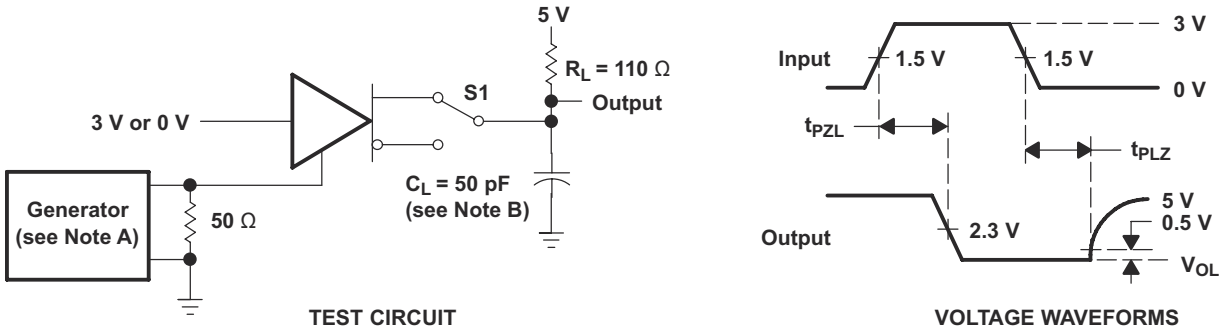 5 V
R_L = 110 Ω
S1
Output
3 V or 0 V
C_L = 50 pF
(see Note B)
Generator
(see Note A)
50 Ω
TEST CIRCUIT
3 V
Input
1.5 V
1.5 V
0 V
t_PZL
t_PLZ
5 V
0.5 V
Output
2.3 V
V_OL
VOLTAGE WAVEFORMS